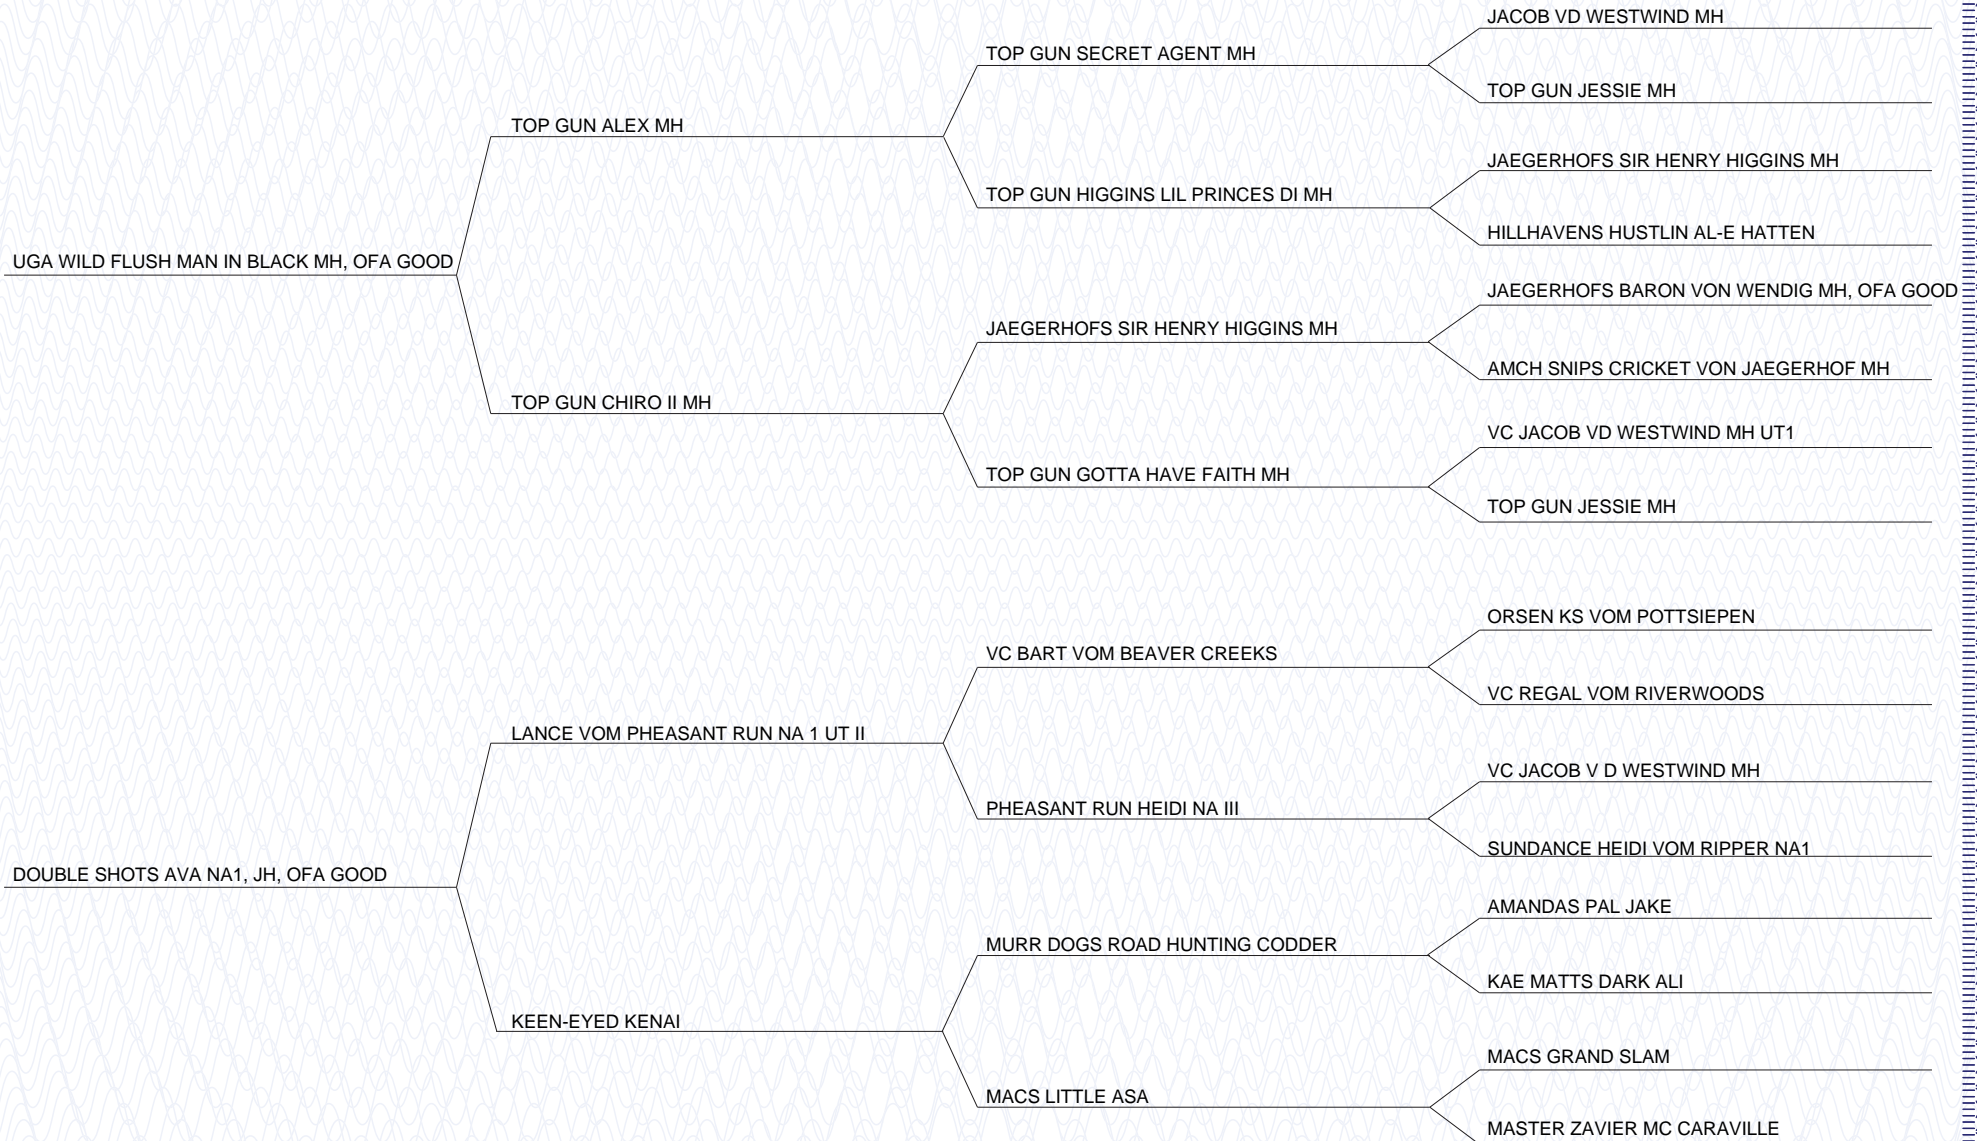 JACOB VD WESTWIND MH
TOP GUN SECRET AGENT MH
TOP GUN JESSIE MH
TOP GUN ALEX MH
JAEGERHOFS SIR HENRY HIGGINS MH
TOP GUN HIGGINS LIL PRINCES DI MH
HILLHAVENS HUSTLIN AL-E HATTEN
UGA WILD FLUSH MAN IN BLACK MH, OFA GOOD
JAEGERHOFS BARON VON WENDIG MH, OFA GOOD
JAEGERHOFS SIR HENRY HIGGINS MH
AMCH SNIPS CRICKET VON JAEGERHOF MH
TOP GUN CHIRO II MH
VC JACOB VD WESTWIND MH UT1
TOP GUN GOTTA HAVE FAITH MH
TOP GUN JESSIE MH
ORSEN KS VOM POTTSIEPEN
VC BART VOM BEAVER CREEKS
VC REGAL VOM RIVERWOODS
LANCE VOM PHEASANT RUN NA 1 UT II
VC JACOB V D WESTWIND MH
PHEASANT RUN HEIDI NA III
SUNDANCE HEIDI VOM RIPPER NA1
DOUBLE SHOTS AVA NA1, JH, OFA GOOD
AMANDAS PAL JAKE
MURR DOGS ROAD HUNTING CODDER
KAE MATTS DARK ALI
KEEN-EYED KENAI
MACS GRAND SLAM
MACS LITTLE ASA
MASTER ZAVIER MC CARAVILLE